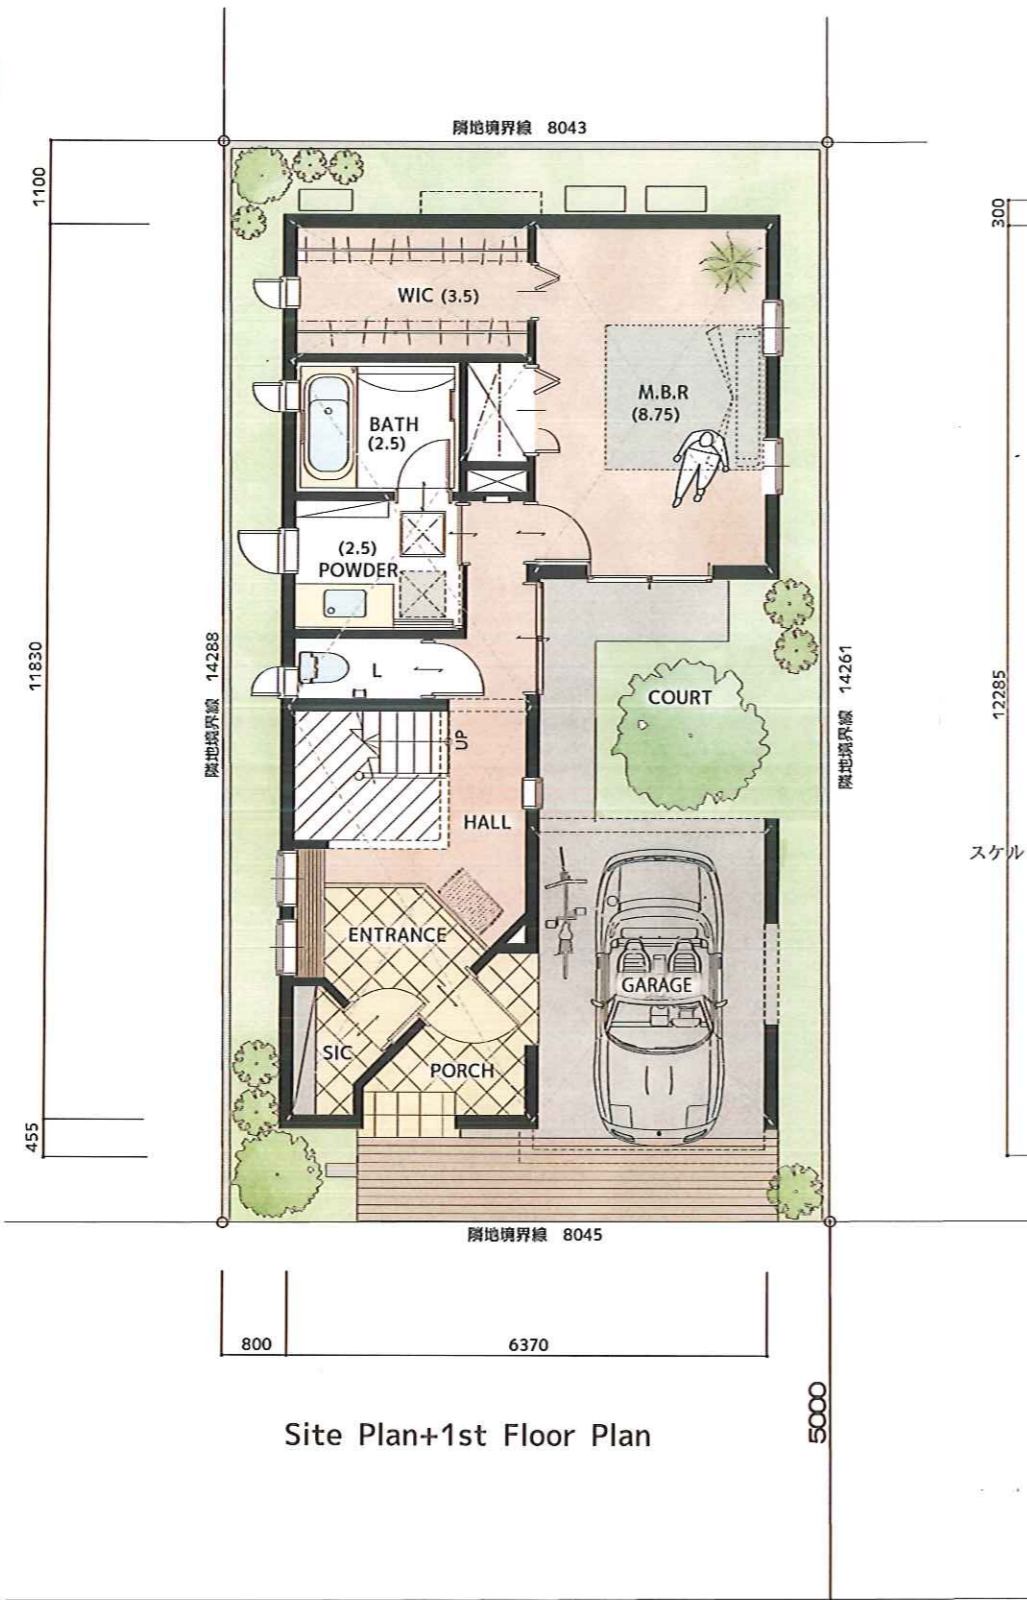 隣地境界線 8043
1100
300
WIC (3.5)
M.B.R
(8.75)
BATH
(2.5)
(2.5)
POWDER
11830
隣地境界線 14288
L
COURT
隣地境界線 14261
12285
UP
HALL
スケル
ENTRANCE
GARAGE
SIC
PORCH
455
隣地境界線 8045
800
6370
5000
Site Plan+1st Floor Plan